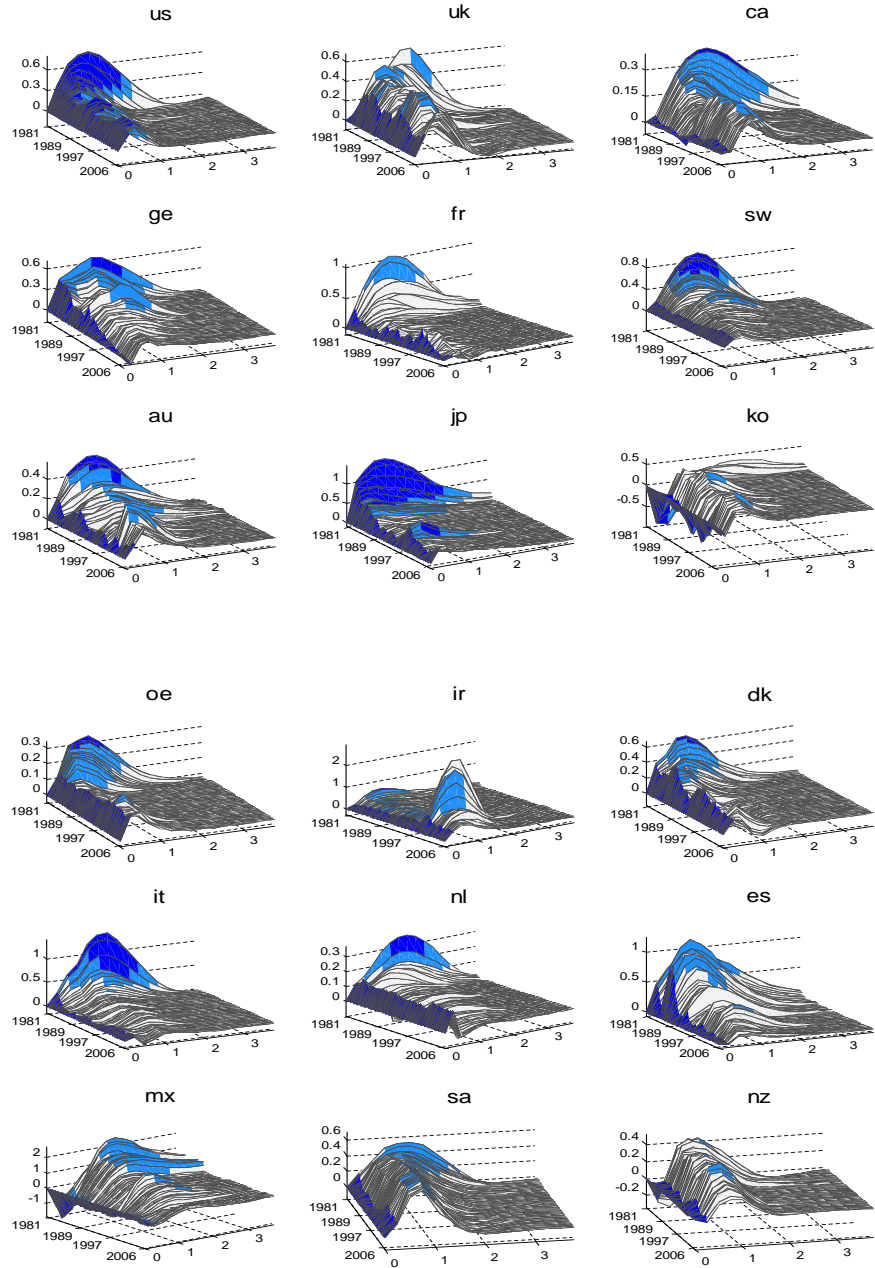 us uk ca
0.6 0.3 0 1981 1989 1997 2006 0 1 2 3
0.6 0.4 0.2 0 1981 1989 1997 2006 0 1 2 3
0.3 0.15 0 1981 1989 1997 2006 0 1 2 3
ge fr sw
0.6 0.3 0 1981 1989 1997 2006 0 1 2 3
1 0.5 0 1981 1989 1997 2006 0 1 2 3
0.8 0.4 0 1981 1989 1997 2006 0 1 2 3
au jp ko
0.4 0.2 0 1981 1989 1997 2006 0 1 2 3
1 0.5 0 1981 1989 1997 2006 0 1 2 3
0.5 0 -0.5 1981 1989 1997 2006 0 1 2 3
oe ir dk
0.3 0.2 0.1 0 1981 1989 1997 2006 0 1 2 3
2 1 0 1981 1989 1997 2006 0 1 2 3
0.6 0.4 0.2 0 1981 1989 1997 2006 0 1 2 3
it nl es
1 0.5 0 1981 1989 1997 2006 0 1 2 3
0.3 0.2 0.1 0 1981 1989 1997 2006 0 1 2 3
1 0.5 0 1981 1989 1997 2006 0 1 2 3
mx sa nz
2 1 0 -1 1981 1989 1997 2006 0 1 2 3
0.6 0.4 0.2 0 1981 1989 1997 2006 0 1 2 3
0.4 0.2 0 -0.2 1981 1989 1997 2006 0 1 2 3